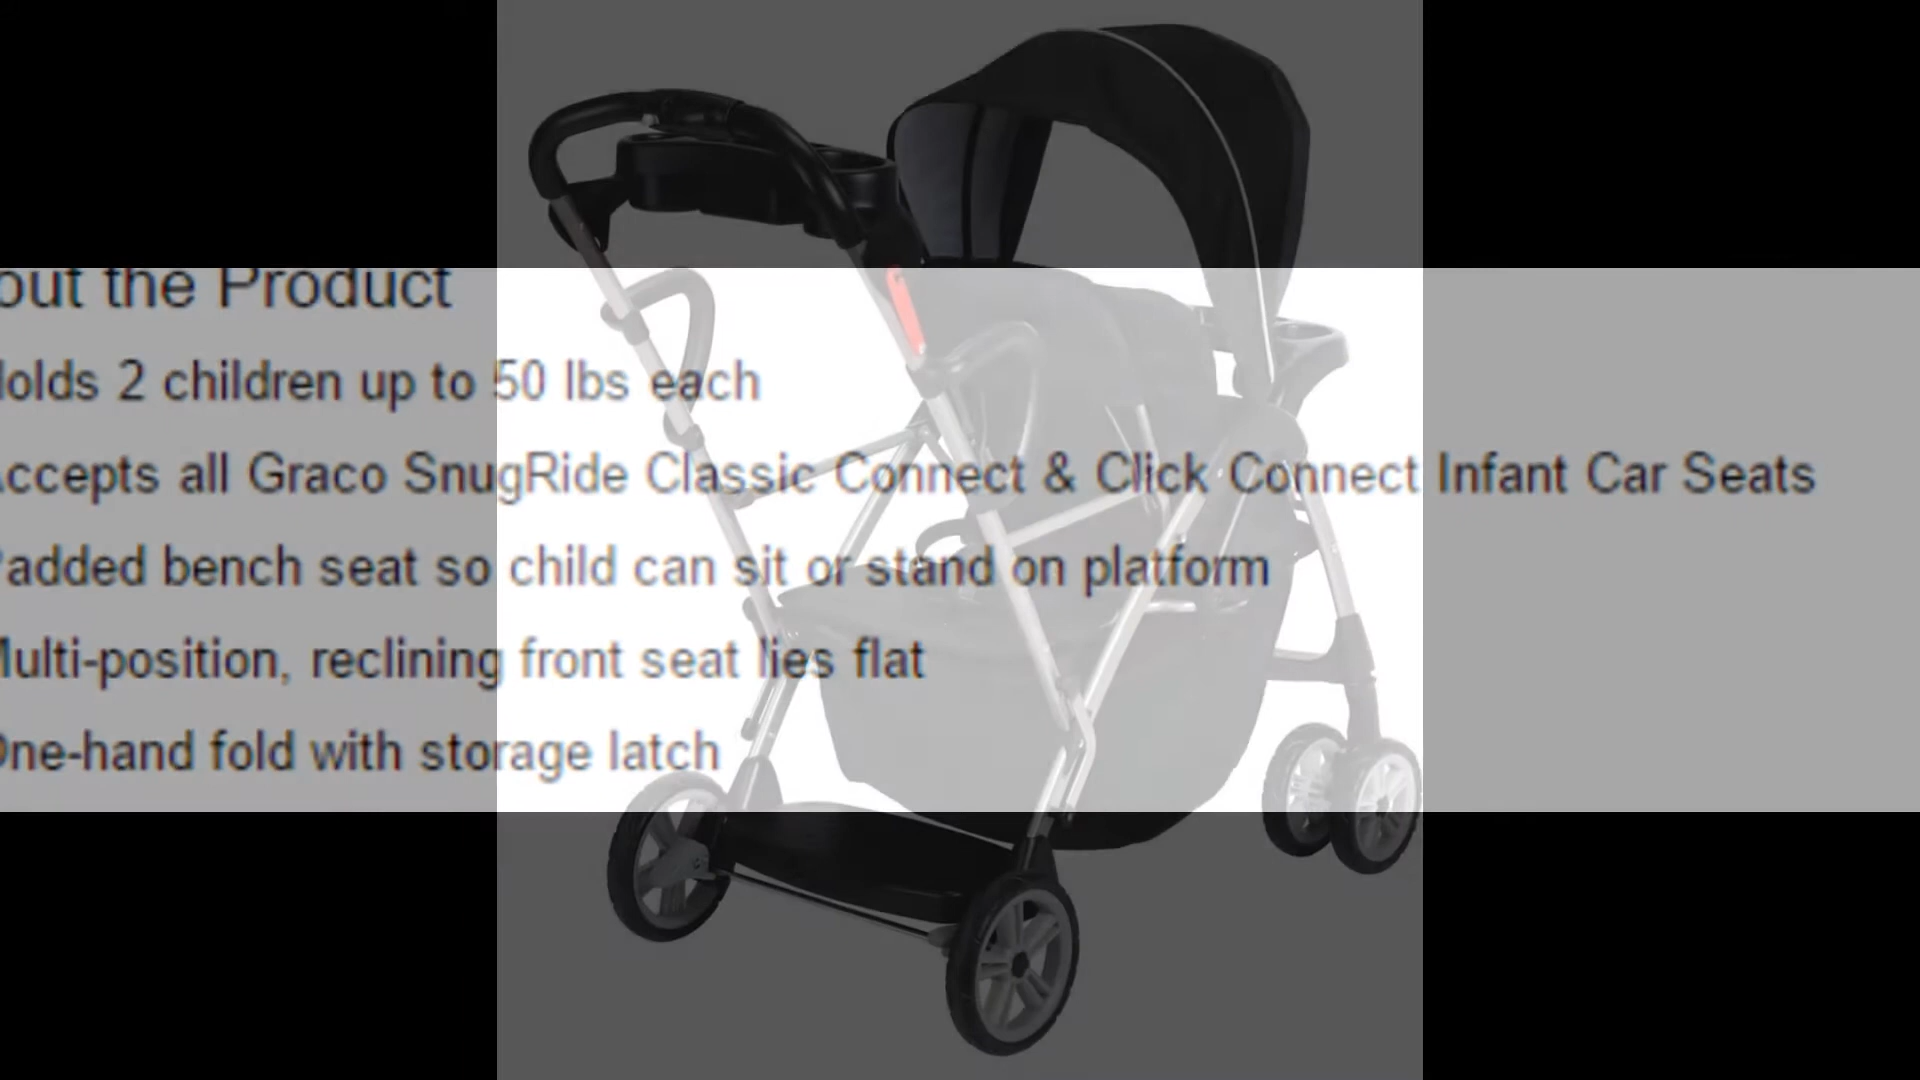 out the Product
olds 2 children up to 50 lbs each
ccepts all Graco SnugRide Classic Connect & Click Connect Infant Car Seats
added bench seat so child can sit or stand on platform
ulti-position, reclining front seat lies flat
ne-hand fold with storage latch